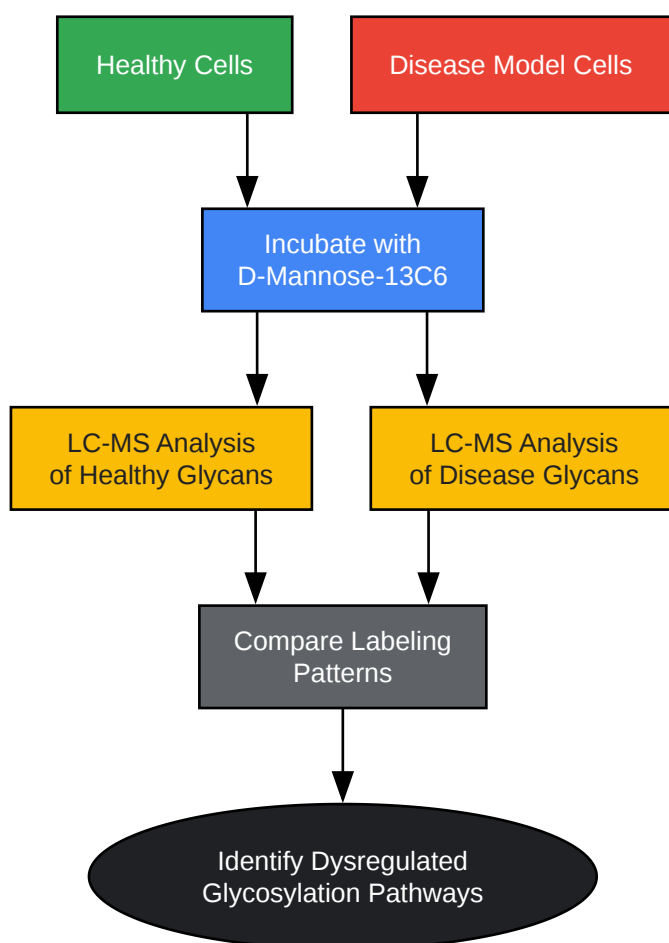 Healthy Cells
Disease Model Cells
Incubate with
D-Mannose-13C6
LC-MS Analysis
of Healthy Glycans
LC-MS Analysis
of Disease Glycans
Compare Labeling
Patterns
Identify Dysregulated
Glycosylation Pathways